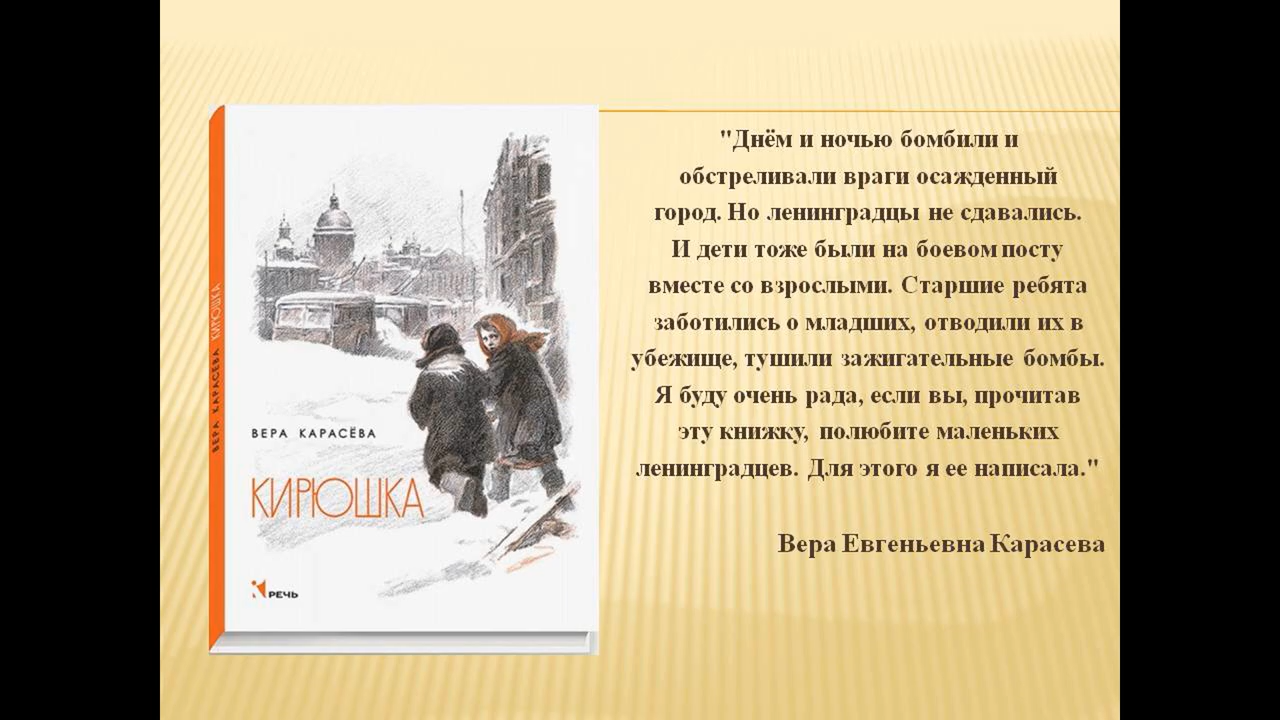 ВЕРА КАРАСЁВА КИРЮШКА
ВЕРА КАРАСЁВА
КИРЮШКА
РЕЧЬ
"Днём и ночью бомбили и
обстреливали враги осажденный
город. Но ленинградцы не сдавались.
И дети тоже были на боевом посту
вместе со взрослыми. Старшие ребята
заботились о младших, отводили их в
убежище, тушили зажигательные бомбы.
Я буду очень рада, если вы, прочитав
эту книжку, полюбите маленьких
ленинградцев. Для этого я ее написала."
Вера Евгеньевна Карасева